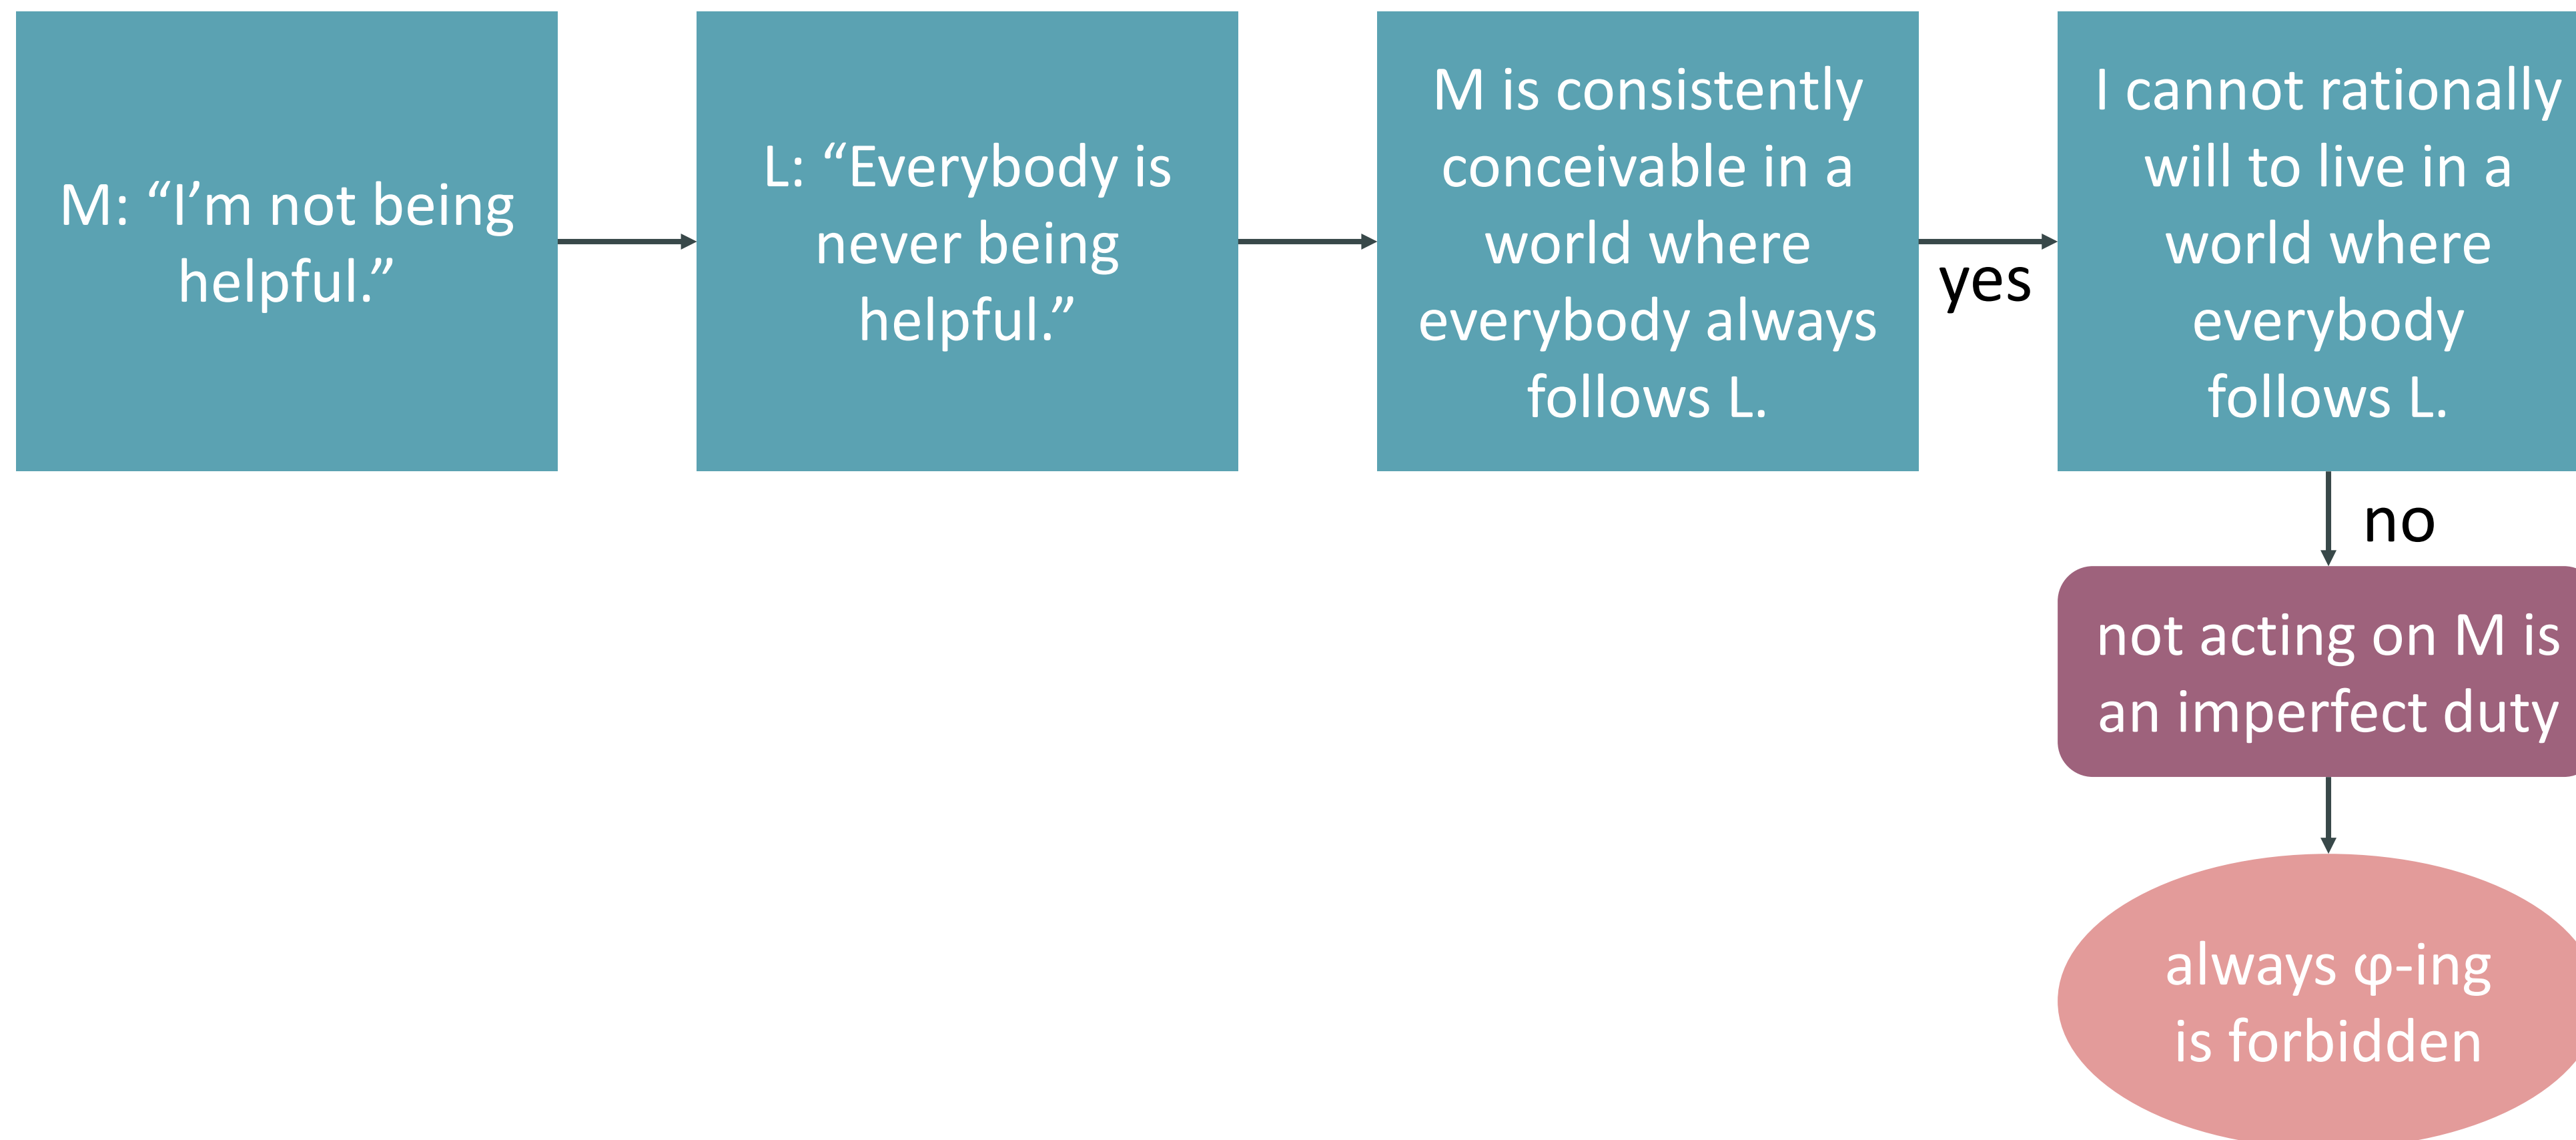 M: “I’m not being
helpful.”
L: “Everybody is
never being
helpful.”
M is consistently
conceivable in a
world where
everybody always
follows L.
yes
I cannot rationally
will to live in a
world where
everybody
follows L.
no
not acting on M is
an imperfect duty
always φ-ing
is forbidden